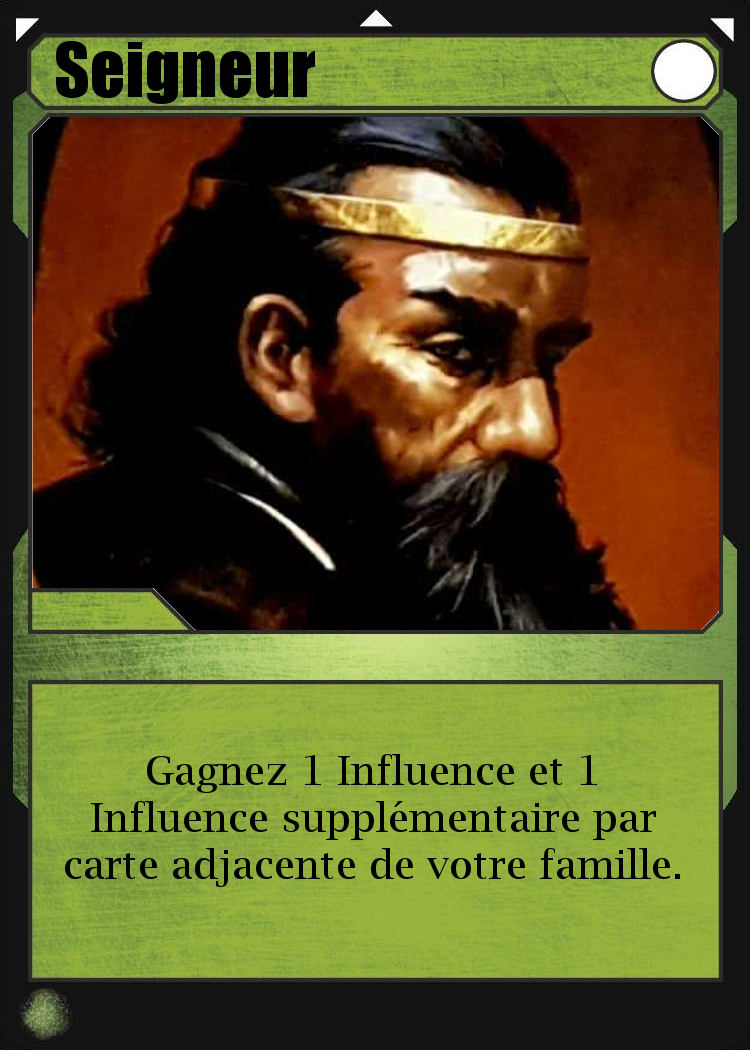 Seigneur
Gagnez 1 Influence et 1
Influence supplémentaire par
carte adjacente de votre famille.